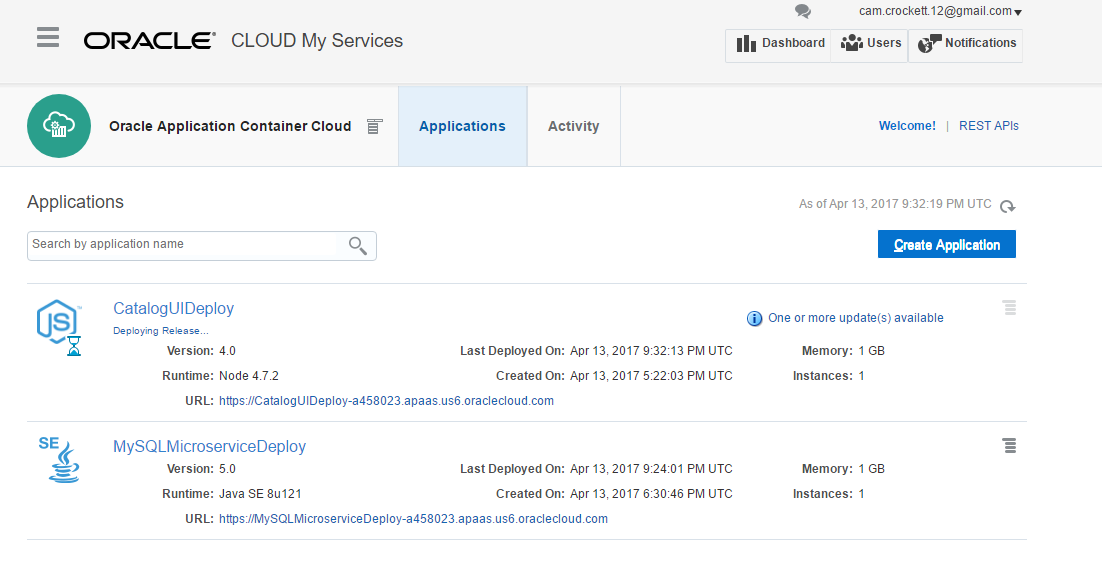 cam.crockett.12@gmail.com
ORACLE CLOUD My Services
Dashboard Users Notifications
Oracle Application Container Cloud Applications Activity Welcome! | REST APIs
Applications As of Apr 13, 2017 9:32:19 PM UTC
Search by application name Create Application
JS CatalogUIDeploy One or more update(s) available
Deploying Release...
Version: 4.0 Last Deployed On: Apr 13, 2017 9:32:13 PM UTC Memory: 1 GB
Runtime: Node 4.7.2 Created On: Apr 13, 2017 5:22:03 PM UTC Instances: 1
URL: https://CatalogUIDeploy-a458023.apaas.us6.oraclecloud.com
SE MySQLMicroserviceDeploy
Version: 5.0 Last Deployed On: Apr 13, 2017 9:24:01 PM UTC Memory: 1 GB
Runtime: Java SE 8u121 Created On: Apr 13, 2017 6:30:46 PM UTC Instances: 1
URL: https://MySQLMicroserviceDeploy-a458023.apaas.us6.oraclecloud.com